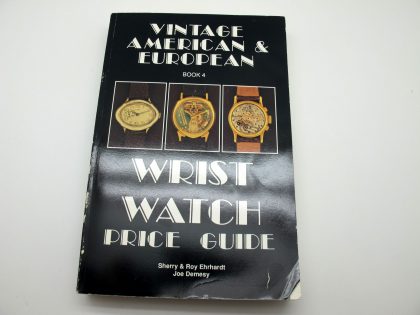 VINTAGE
AMERICAN &
EUROPEAN
BOOK 4
WRIST
WATCH
PRICE GUIDE
Sherry & Roy Ehrhardt
Joe Demesy